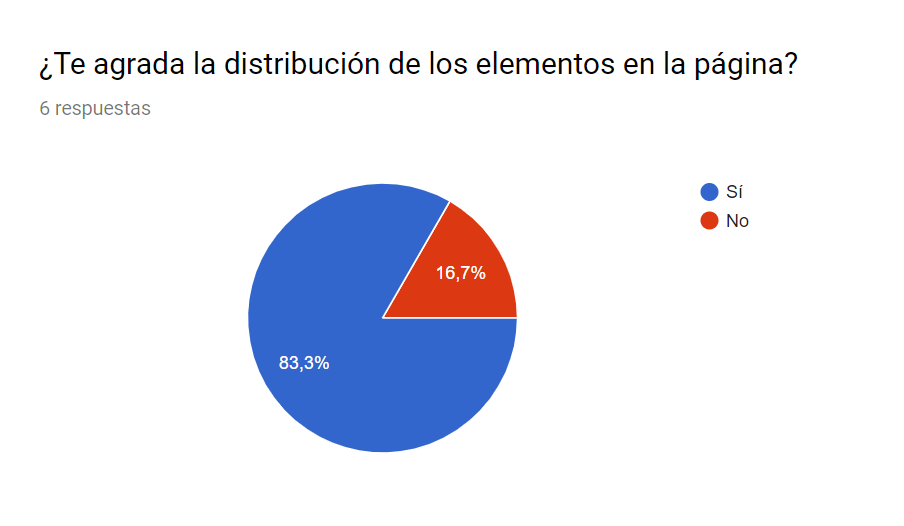 ¿Te agrada la distribución de los elementos en la página?
6 respuestas
Sí
No
16,7%
83,3%